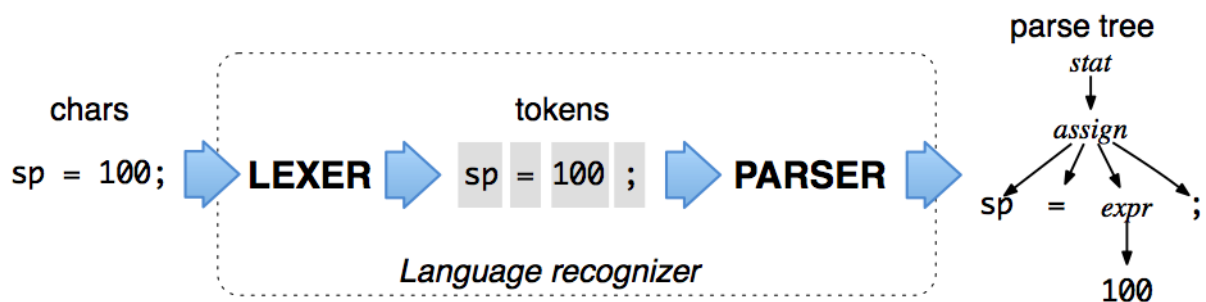 chars
sp = 100;
LEXER
tokens
sp = 100 ;
PARSER
Language recognizer
parse tree
stat
assign
sp = expr ;
100